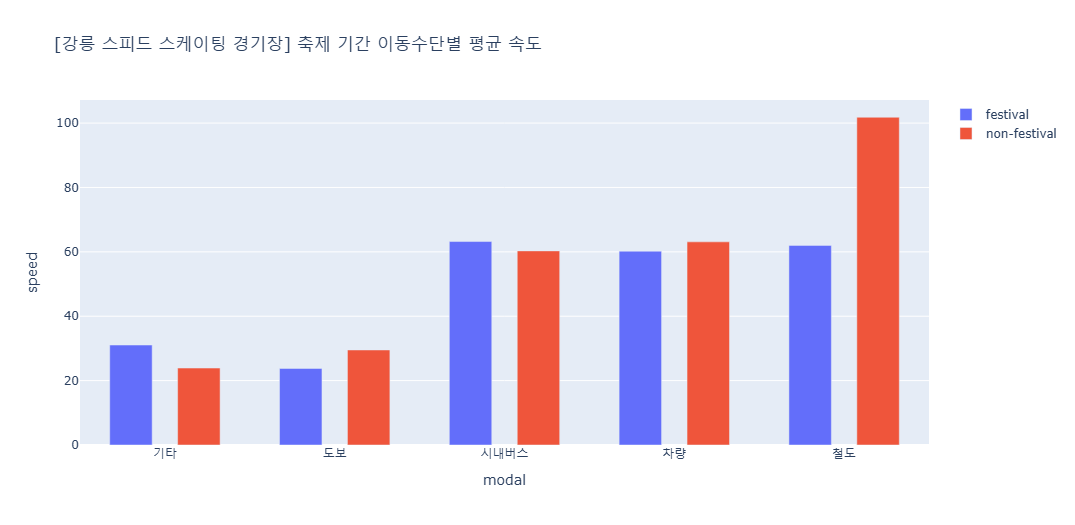 [강릉 스피드 스케이팅 경기장] 축제 기간 이동수단별 평균 속도
festival
non-festival
speed
100
80
60
40
20
0
기타 도보 시내버스 차량 철도
modal